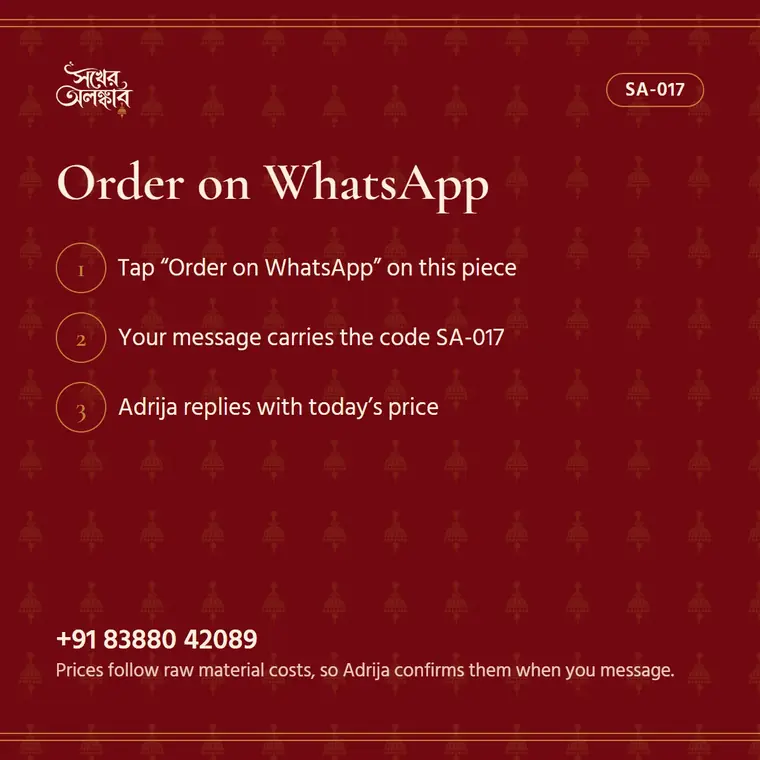 সখের
অলঙ্কার
SA-017
Order on WhatsApp
1 Tap “Order on WhatsApp” on this piece
2 Your message carries the code SA-017
3 Adrija replies with today’s price
+91 83880 42089
Prices follow raw material costs, so Adrija confirms them when you message.